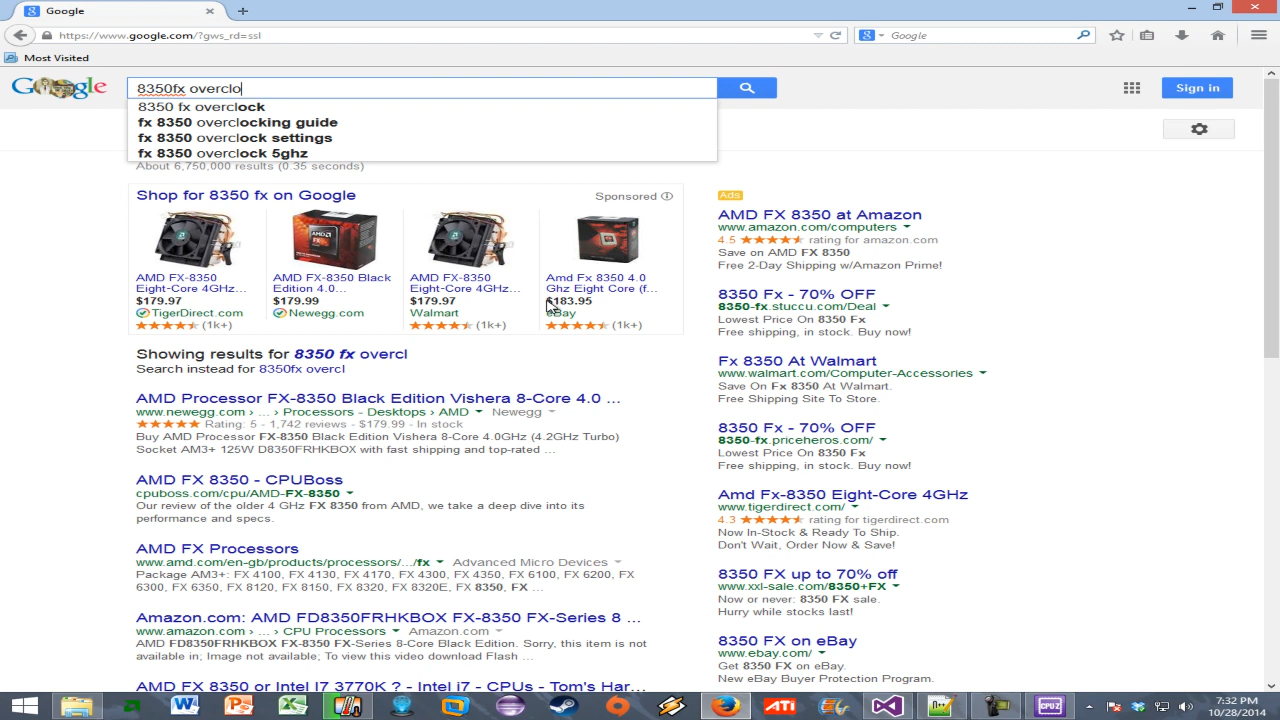 Google
https://www.google.com/?gws_rd=ssl
Google
Most Visited
Google
8350fx overclo
Sign in
8350 fx overclock
fx 8350 overclocking guide
fx 8350 overclock settings
fx 8350 overclock 5ghz
About 6,750,000 results (0.35 seconds)
Shop for 8350 fx on Google
Sponsored
AMD FX-8350
Eight-Core 4GHz...
$179.97
TigerDirect.com
(1k+)
AMD FX-8350 Black
Edition 4.0...
$179.99
Newegg.com
AMD FX-8350
Eight-Core 4GHz...
$179.97
Walmart
(1k+)
Amd Fx 8350 4.0
Ghz Eight Core (f...
$183.95
eBay
(1k+)
Showing results for 8350 fx overcl
Search instead for 8350fx overcl
AMD Processor FX-8350 Black Edition Vishera 8-Core 4.0 ...
www.newegg.com › ... › Processors - Desktops › AMD Newegg
Rating: 5 - 1,742 reviews - $179.99 - In stock
Buy AMD Processor FX-8350 Black Edition Vishera 8-Core 4.0GHz (4.2GHz Turbo)
Socket AM3+ 125W D8350FRHKBOX with fast shipping and top-rated ...
AMD FX 8350 - CPUBoss
cpuboss.com/cpu/AMD-FX-8350
Our review of the older 4 GHz FX 8350 from AMD, we take a deep dive into its
performance and specs.
AMD FX Processors
www.amd.com/en-gb/products/processors/.../fx Advanced Micro Devices
Package AM3+: FX 4100, FX 4130, FX 4170, FX 4300, FX 4350, FX 6100, FX 6200, FX
6300, FX 6350, FX 8120, FX 8150, FX 8320, FX 8320E, FX 8350, FX ...
Amazon.com: AMD FD8350FRHKBOX FX-8350 FX-Series 8 ...
www.amazon.com › ... › CPU Processors Amazon.com
AMD FD8350FRHKBOX FX-8350 FX-Series 8-Core Black Edition. Sorry, this item is not
available in; Image not available; To view this video download Flash ...
AMD FX 8350 or Intel I7 3770K ? - Intel i7 - CPUs - Tom's Har...
Ads
AMD FX 8350 at Amazon
www.amazon.com/computers
4.5 rating for amazon.com
Save on AMD FX 8350
Free 2-Day Shipping w/Amazon Prime!
8350 Fx - 70% OFF
8350-fx.stuccu.com/Deal
Lowest Price On 8350 Fx
Free shipping, in stock. Buy now!
Fx 8350 At Walmart
www.walmart.com/Computer-Accessories
Save On Fx 8350 At Walmart.
Free Shipping Site To Store.
8350 Fx - 70% OFF
8350-fx.priceheros.com/
Lowest Price On 8350 Fx
Free shipping, in stock. Buy now!
Amd Fx-8350 Eight-Core 4GHz
www.tigerdirect.com/
4.3 rating for tigerdirect.com
Now In-Stock & Ready To Ship.
Don't Wait, Order Now & Save!
8350 FX up to 70% off
www.xxl-sale.com/8350+FX
Now or never: 8350 FX sale.
Hurry while stocks last!
8350 FX on eBay
www.ebay.com/
Get 8350 FX on eBay.
New eBay Buyer Protection Program.
ATi
CPU-Z
7:32 PM
10/28/2014